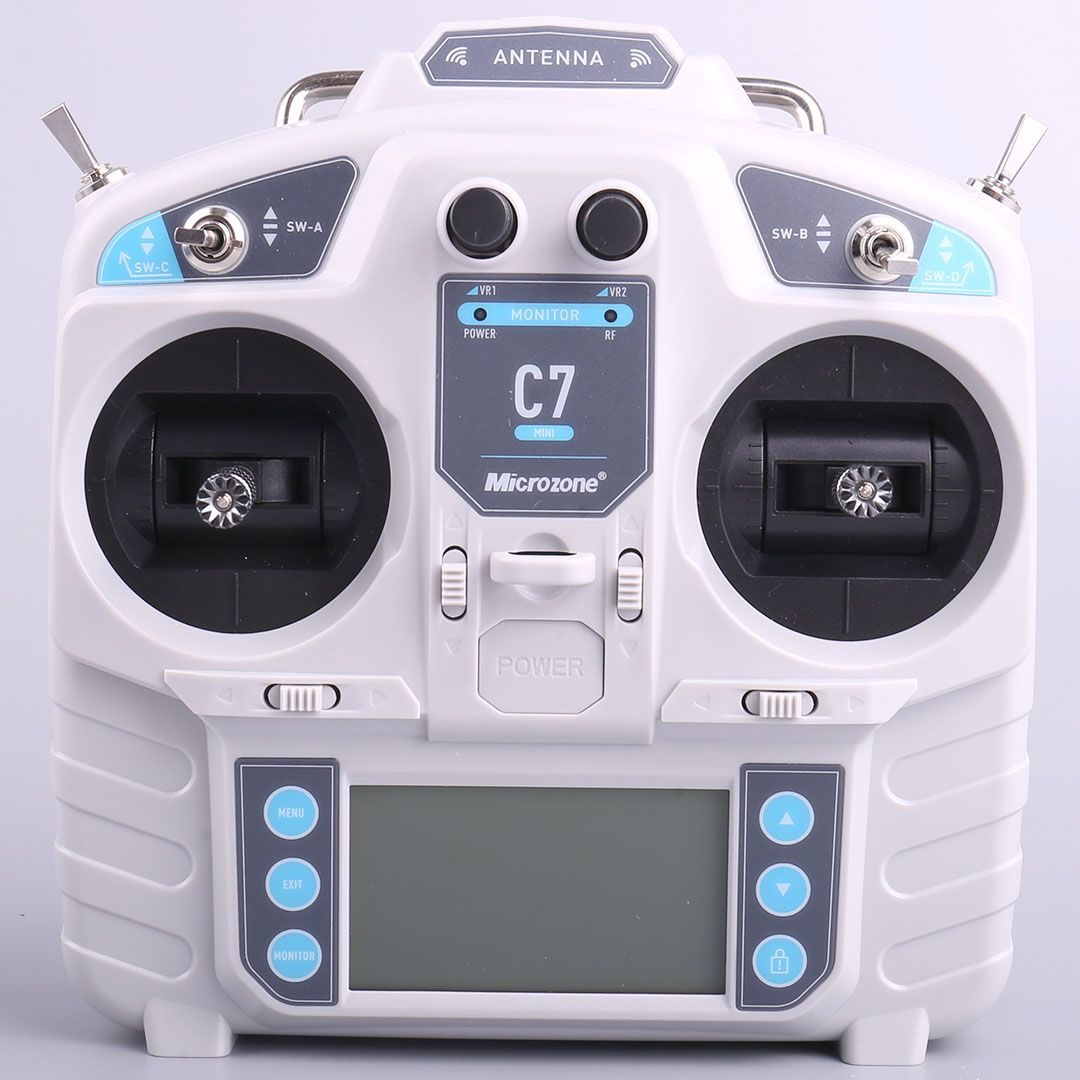 ANTENNA
SW-A
SW-C
SW-B
SW-D
VR1
VR2
MONITOR
POWER
RF
C7
MINI
Microzone®
POWER
MENU
EXIT
MONITOR